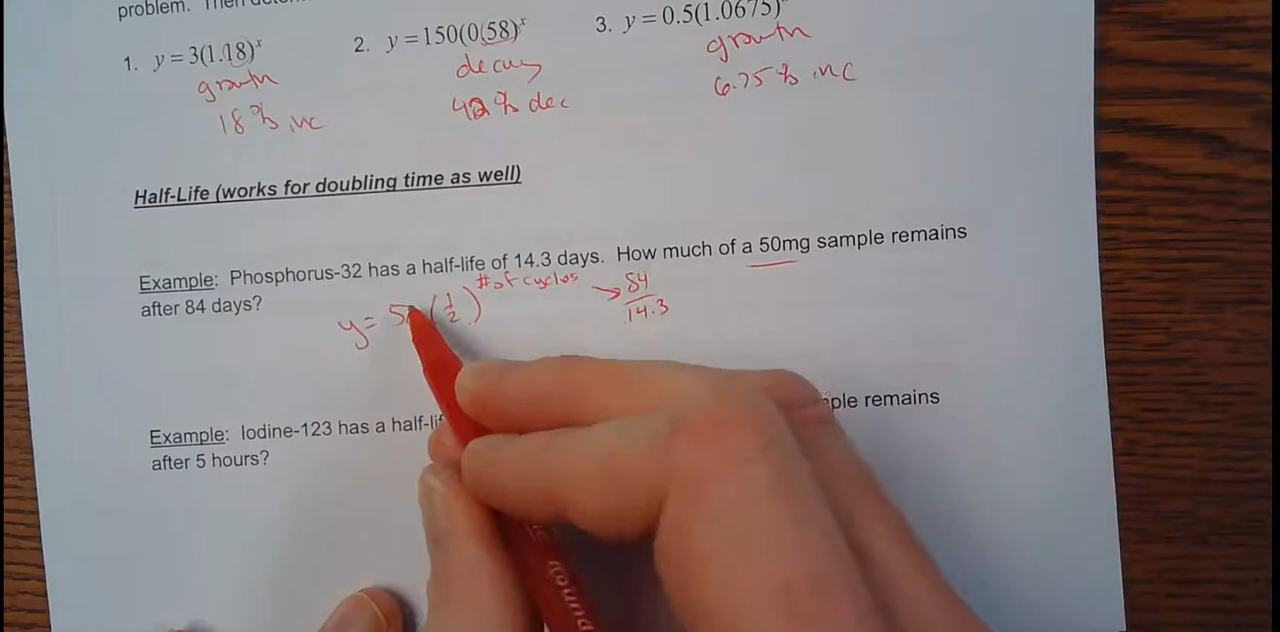 problem. Then
1. y = 3(1.18)^x
growth
18% inc
2. y = 150(0.58)^x
decay
42% dec
3. y = 0.5(1.0675)^x
growth
6.75% inc
Half-Life (works for doubling time as well)
Example: Phosphorus-32 has a half-life of 14.3 days. How much of a 50mg sample remains
after 84 days?
y = 50(1/2)^# of cycles → 84/14.3
Example: Iodine-123 has a half-
remains
after 5 hours?
round